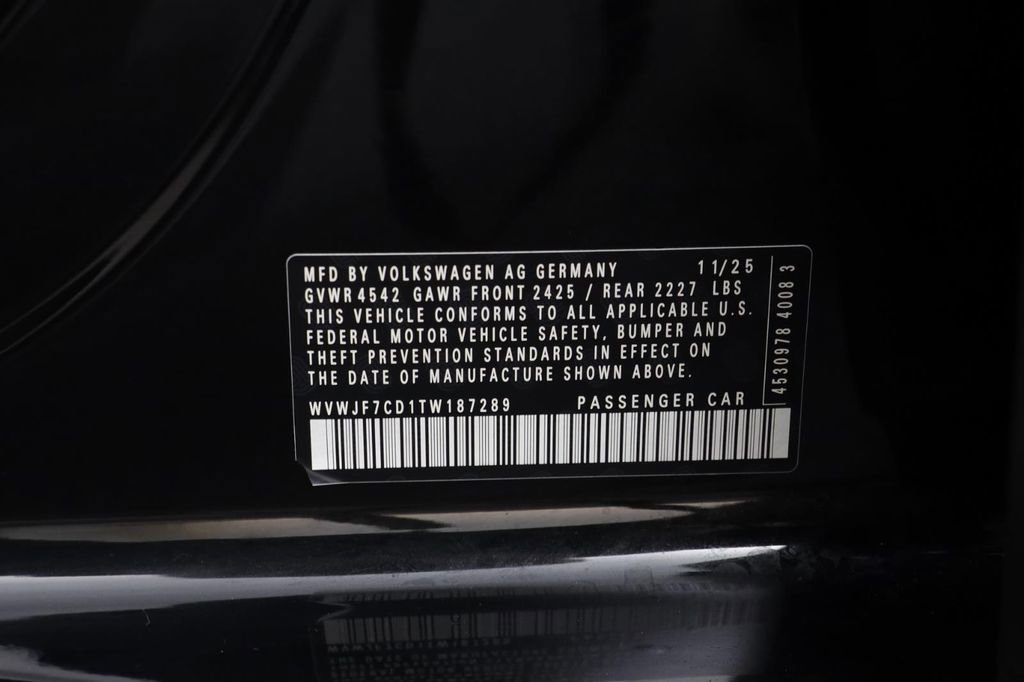 MFD BY VOLKSWAGEN AG GERMANY 11/25
GVWR 4542 GAWR FRONT 2425 / REAR 2227 LBS
THIS VEHICLE CONFORMS TO ALL APPLICABLE U.S.
FEDERAL MOTOR VEHICLE SAFETY, BUMPER AND
THEFT PREVENTION STANDARDS IN EFFECT ON
THE DATE OF MANUFACTURE SHOWN ABOVE.
WVWJF7CD1TW187289 PASSENGER CAR
4530978 4008 3